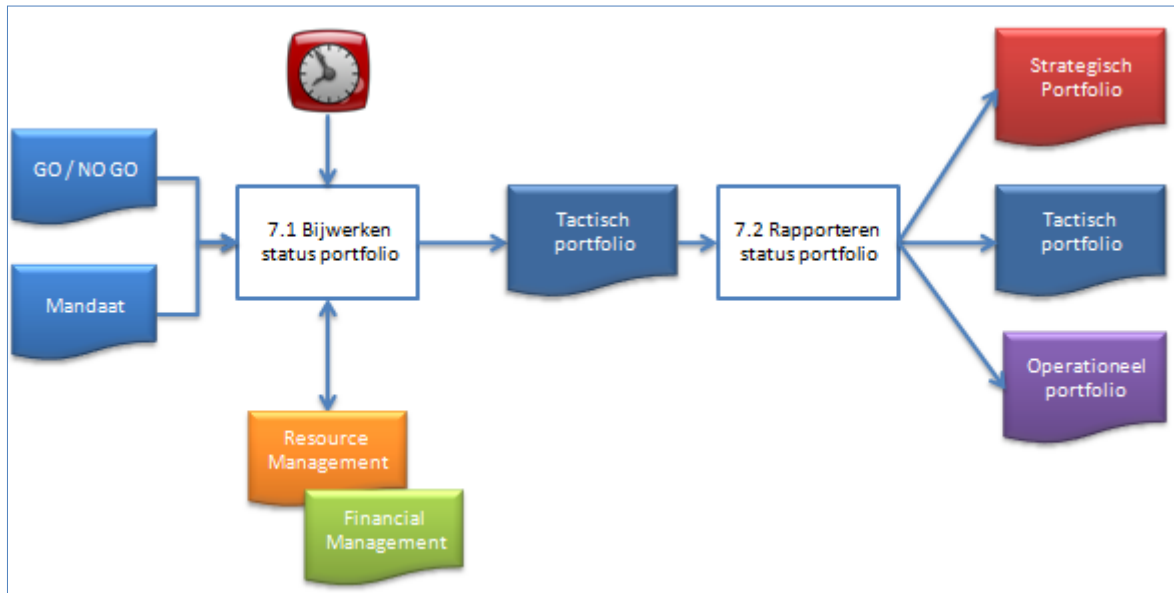 GO / NO GO
Mandaat
7.1 Bijwerken
status portfolio
Resource
Management
Financial
Management
Tactisch
portfolio
7.2 Rapporteren
status portfolio
Strategisch
Portfolio
Tactisch
portfolio
Operationeel
portfolio